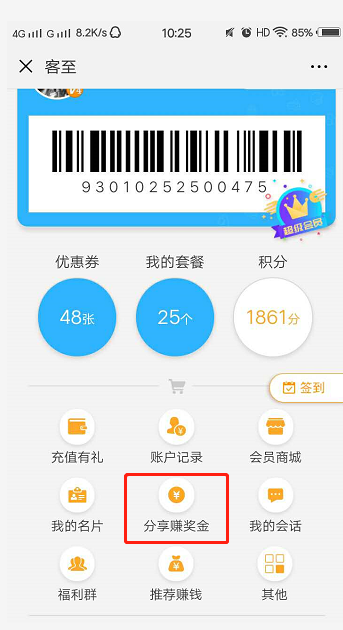 4G G 8.2K/s 10:25 HD 85%
客至
V4
93010252500475
超级会员
优惠券 我的套餐 积分
48张 25个 1861分
签到
充值有礼 账户记录 会员商城
我的名片 分享赚奖金 我的会话
福利群 推荐赚钱 其他